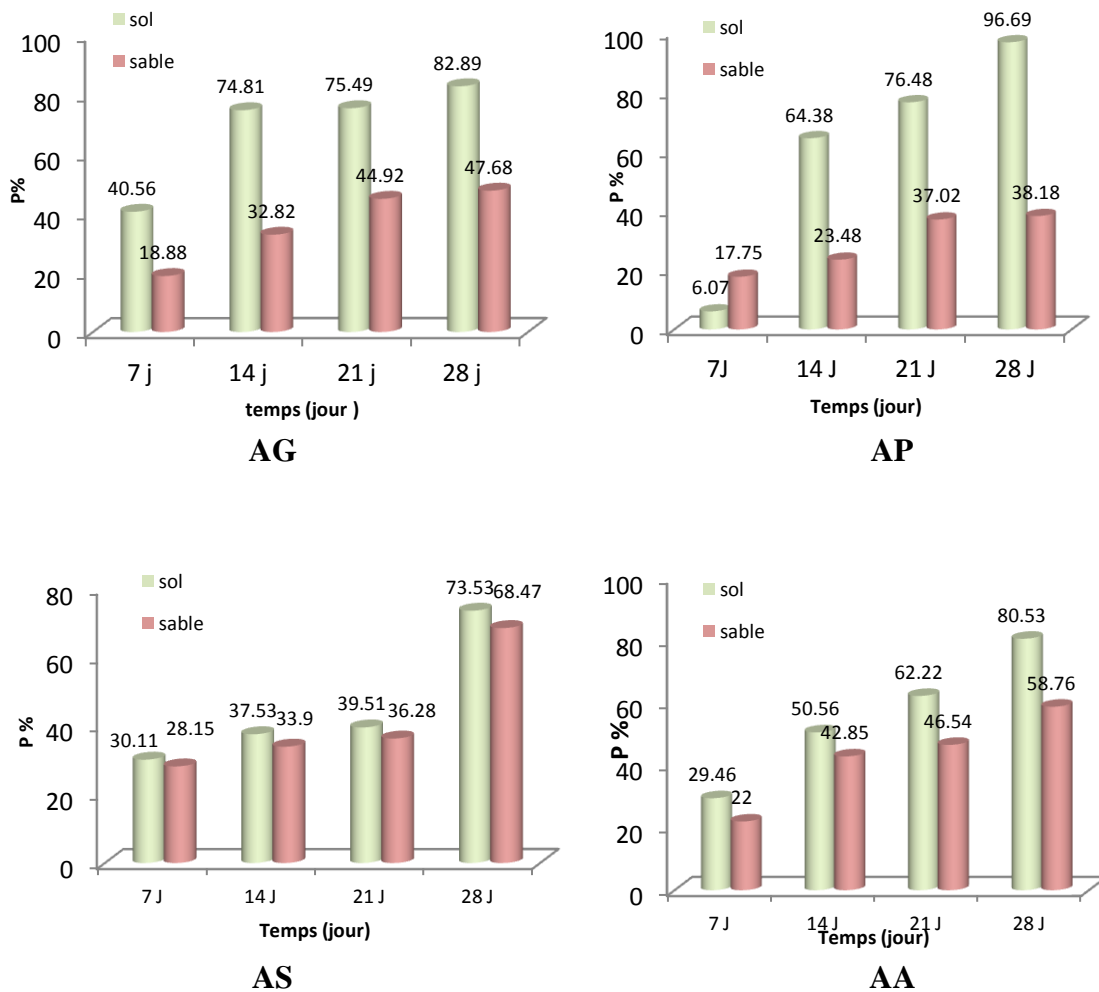 sol
sable
100
80
60
40
20
0
P%
40.56
18.88
74.81
32.82
75.49
44.92
82.89
47.68
7 j
14 j
21 j
28 j
temps (jour )
AG
sol
sable
100
80
60
40
20
0
P %
6.07
17.75
64.38
23.48
76.48
37.02
96.69
38.18
7J
14 J
21 J
28 J
Temps (jour)
AP
sol
sable
80
60
40
20
0
P %
30.11
28.15
37.53
33.9
39.51
36.28
73.53
68.47
7 J
14 J
21 J
28 J
Temps (jour)
AS
sol
sable
100
80
60
40
20
0
P %
29.46
22
50.56
42.85
62.22
46.54
80.53
58.76
7 J
14 J
21 J
28 J
Temps (jour)
AA